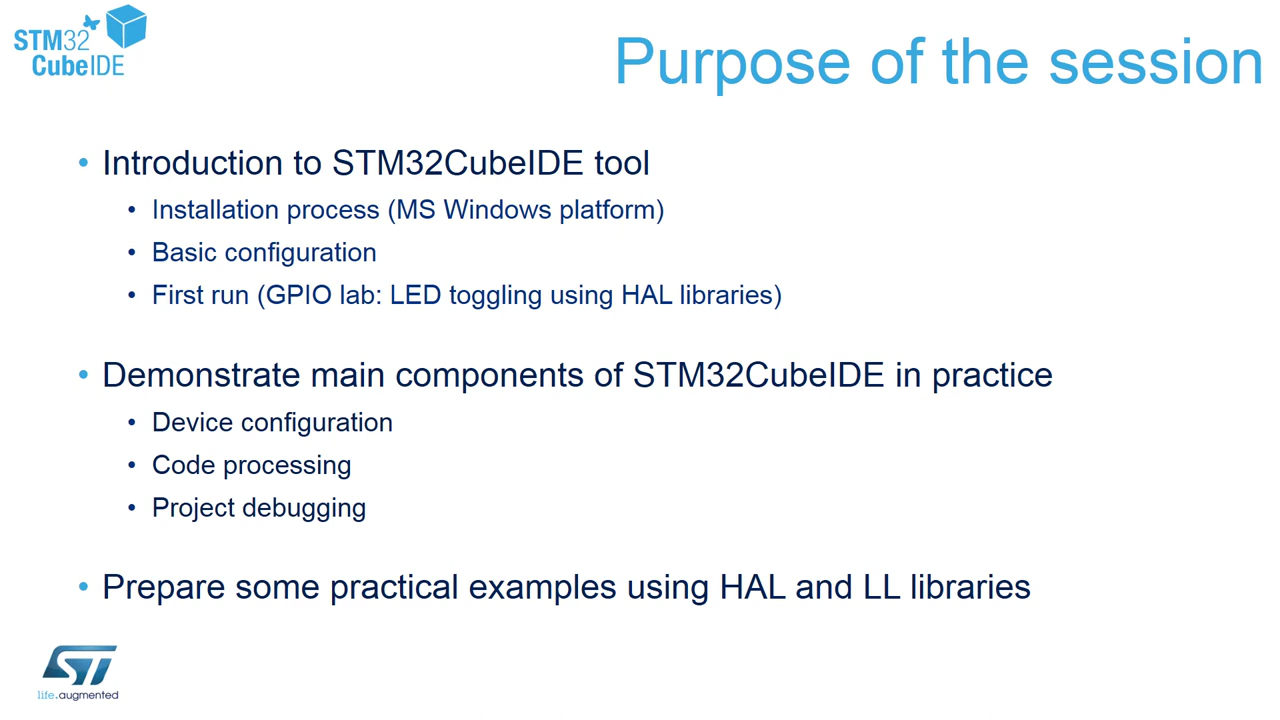 STM32
CubeIDE
Purpose of the session
• Introduction to STM32CubeIDE tool
• Installation process (MS Windows platform)
• Basic configuration
• First run (GPIO lab: LED toggling using HAL libraries)
• Demonstrate main components of STM32CubeIDE in practice
• Device configuration
• Code processing
• Project debugging
• Prepare some practical examples using HAL and LL libraries
ST
life.augmented